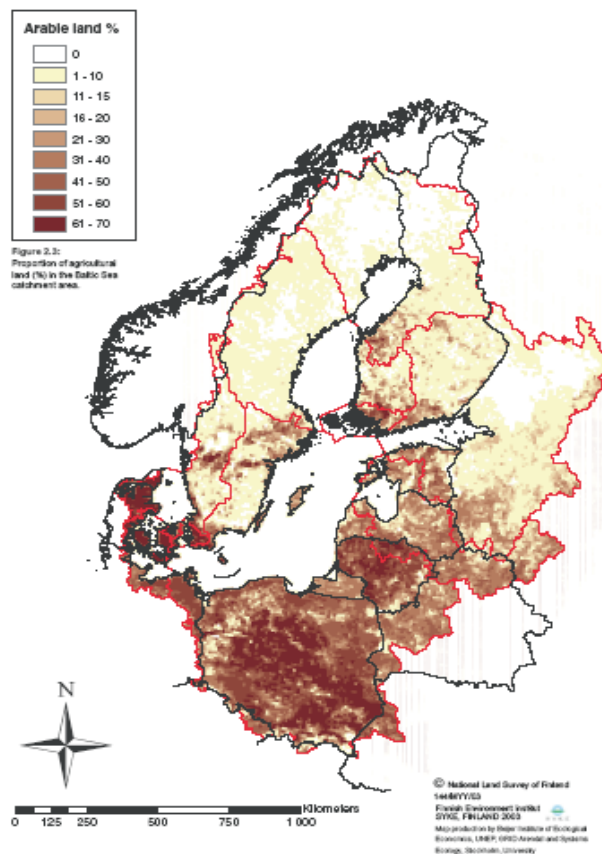 Arable land %
0
1 - 10
11 - 15
16 - 20
21 - 30
31 - 40
41 - 50
51 - 60
61 - 70
Figure 2.3:
Proportion of agricultural
land (%) in the Baltic Sea
catchment area.
N
Kilometers
0 125 250 500 750 1 000
© National Land Survey of Finland
Finnish Environment Institut
SYKE, FINLAND 2003
Map production by Beijer Institute of Ecological
Economics, UNEP, GRID Arendal and Systems
Ecology, Stockholm, University